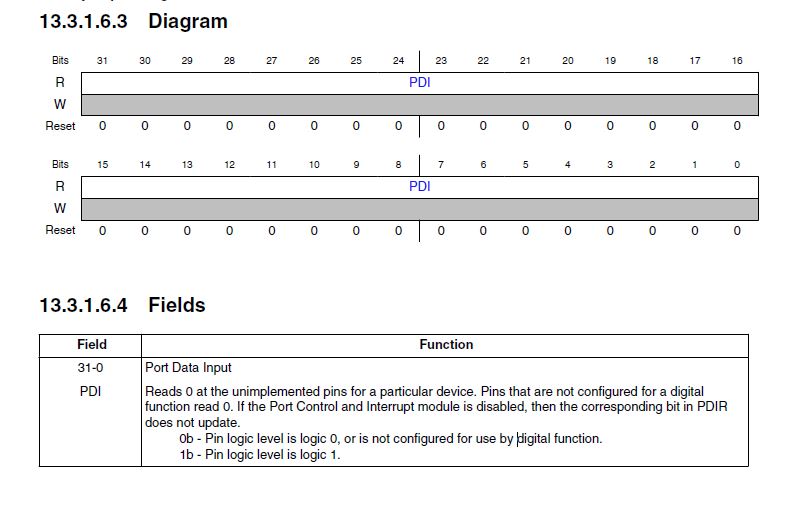 13.3.1.6.3 Diagram
Bits 31 30 29 28 27 26 25 24 23 22 21 20 19 18 17 16
R PDI
W
Reset 0 0 0 0 0 0 0 0 0 0 0 0 0 0 0 0
Bits 15 14 13 12 11 10 9 8 7 6 5 4 3 2 1 0
R PDI
W
Reset 0 0 0 0 0 0 0 0 0 0 0 0 0 0 0 0
13.3.1.6.4 Fields
Field Function
31-0 Port Data Input
PDI Reads 0 at the unimplemented pins for a particular device. Pins that are not configured for a digital
function read 0. If the Port Control and Interrupt module is disabled, then the corresponding bit in PDIR
does not update.
0b - Pin logic level is logic 0, or is not configured for use by digital function.
1b - Pin logic level is logic 1.